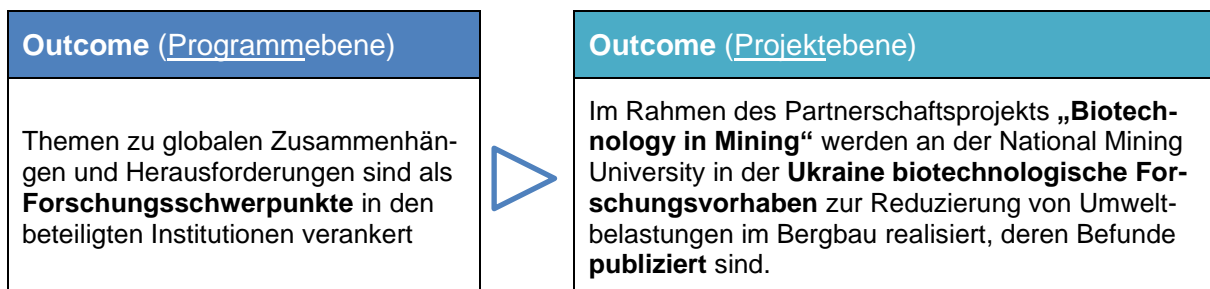 Outcome (Programmebene)
Themen zu globalen Zusammenhän-
gen und Herausforderungen sind als
Forschungsschwerpunkte in den
beteiligten Institutionen verankert
Outcome (Projektebene)
Im Rahmen des Partnerschaftsprojekts „Biotech-
nology in Mining“ werden an der National Mining
University in der Ukraine biotechnologische For-
schungsvorhaben zur Reduzierung von Umwelt-
belastungen im Bergbau realisiert, deren Befunde
publiziert sind.